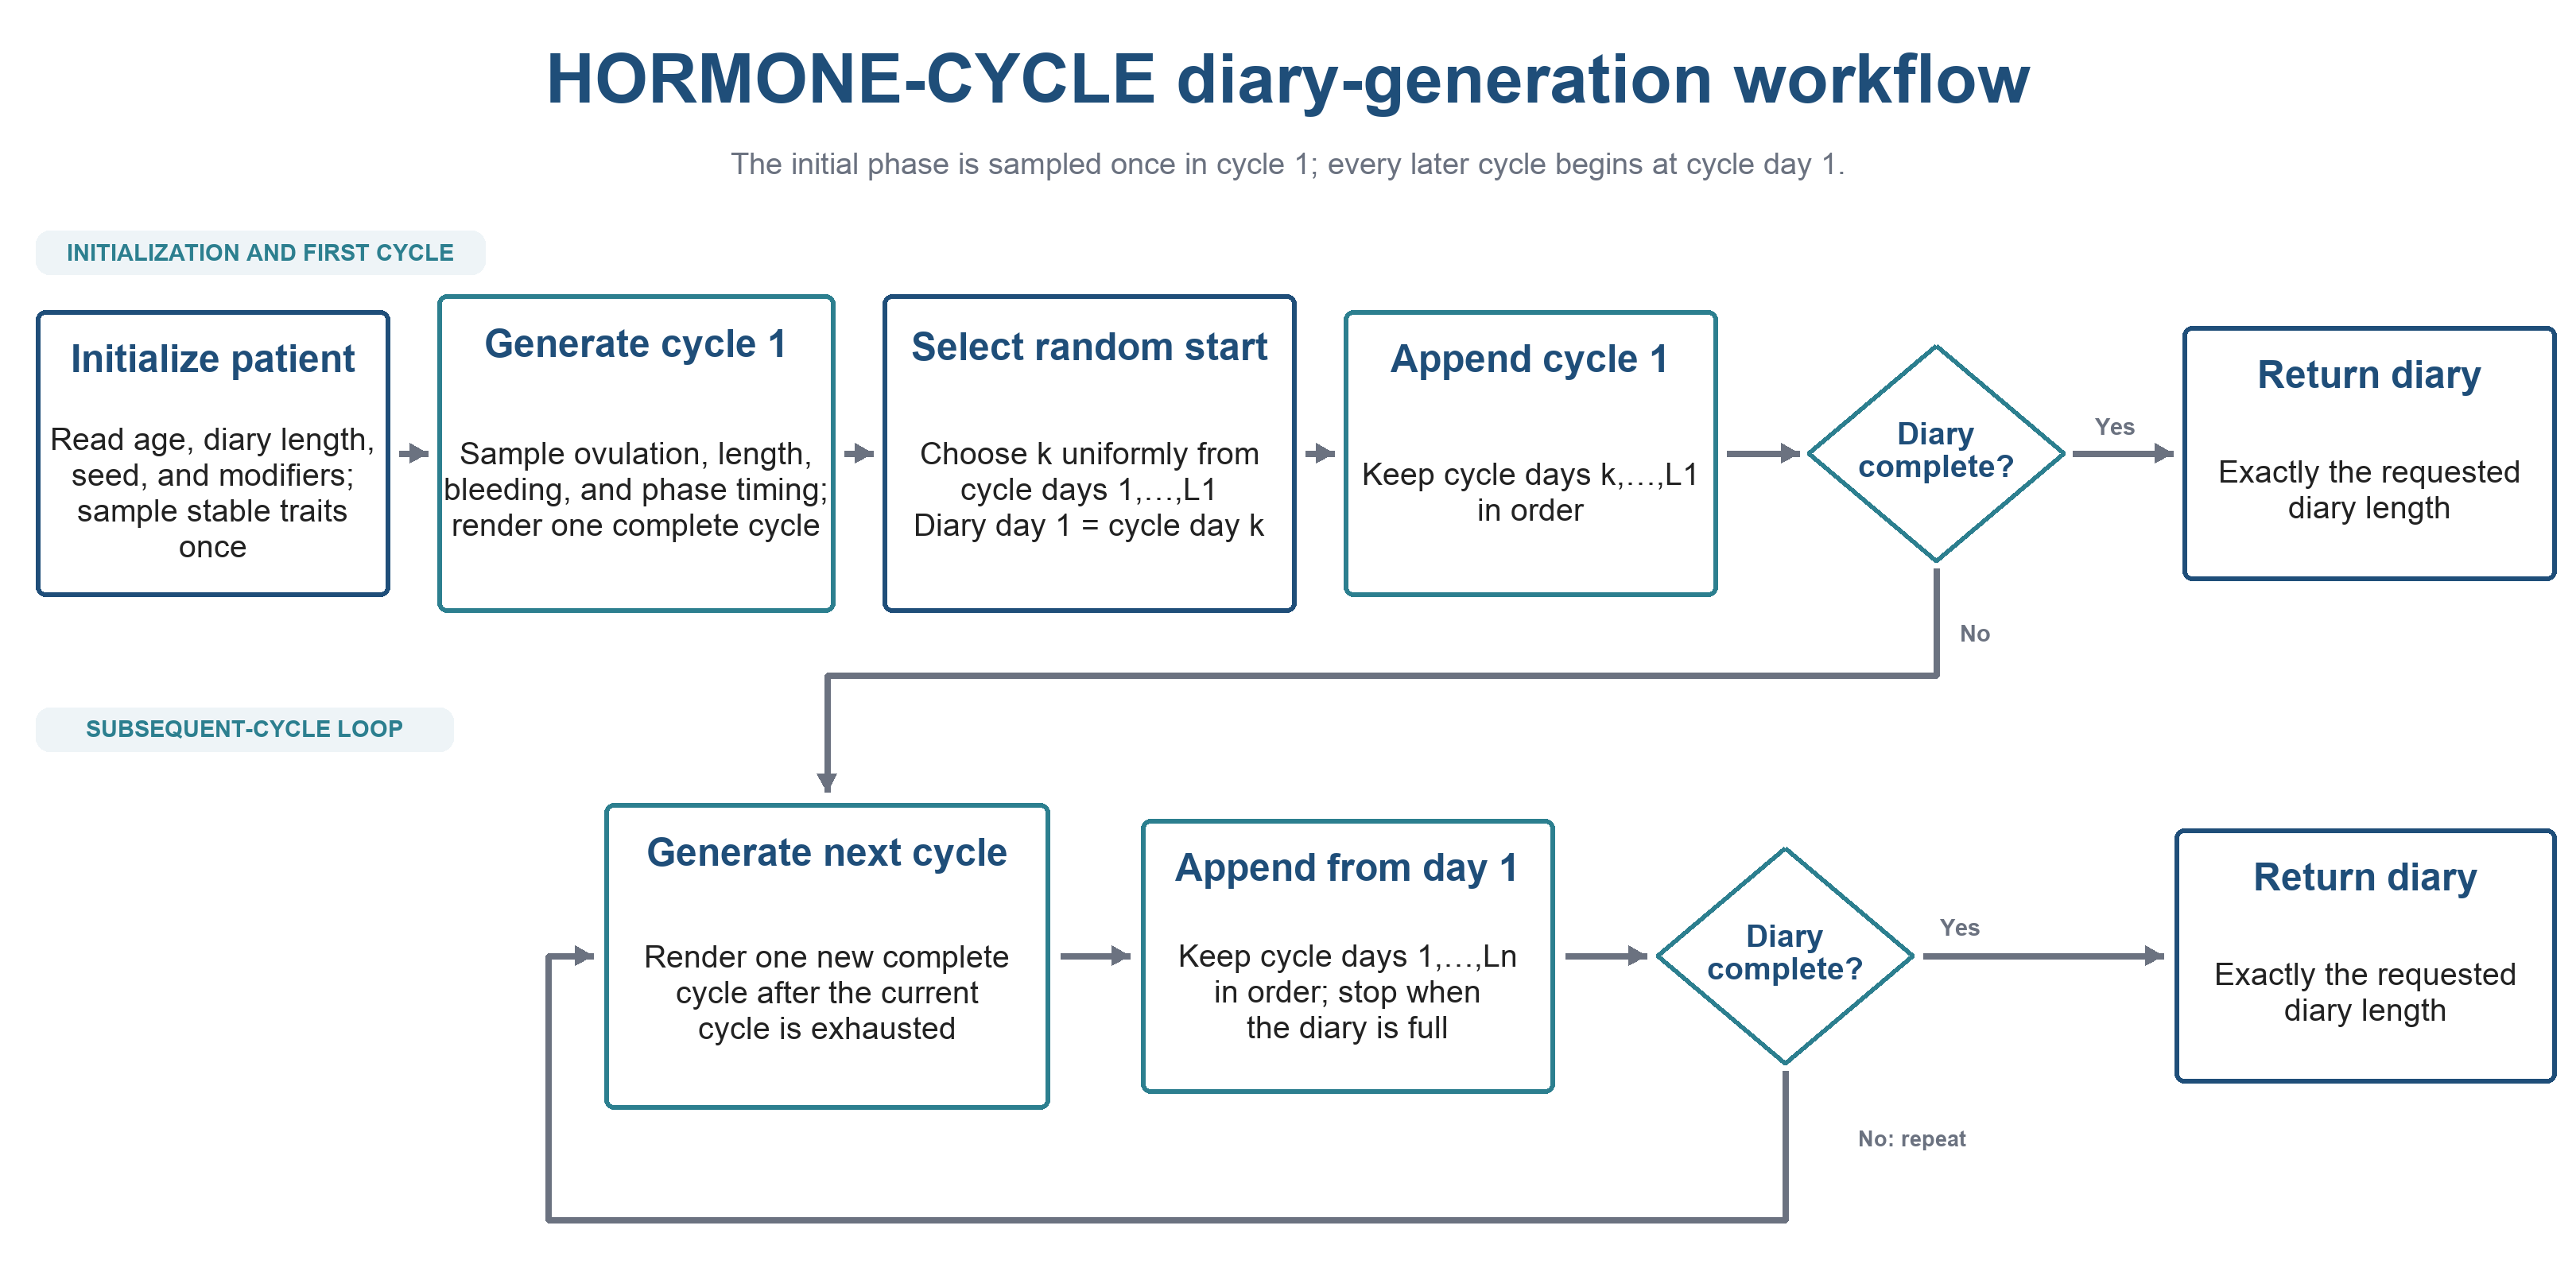 HORMONE-CYCLE diary-generation workflow
The initial phase is sampled once in cycle 1; every later cycle begins at cycle day 1.
INITIALIZATION AND FIRST CYCLE
Initialize patient
Read age, diary length,
seed, and modifiers;
sample stable traits
once
Generate cycle 1
Sample ovulation, length,
bleeding, and phase timing;
render one complete cycle
Select random start
Choose k uniformly from
cycle days 1,...,L1
Diary day 1 = cycle day k
Append cycle 1
Keep cycle days k,...,L1
in order
Diary
complete?
Yes
Return diary
Exactly the requested
diary length
No
SUBSEQUENT-CYCLE LOOP
Generate next cycle
Render one new complete
cycle after the current
cycle is exhausted
Append from day 1
Keep cycle days 1,...,Ln
in order; stop when
the diary is full
Diary
complete?
Yes
Return diary
Exactly the requested
diary length
No: repeat